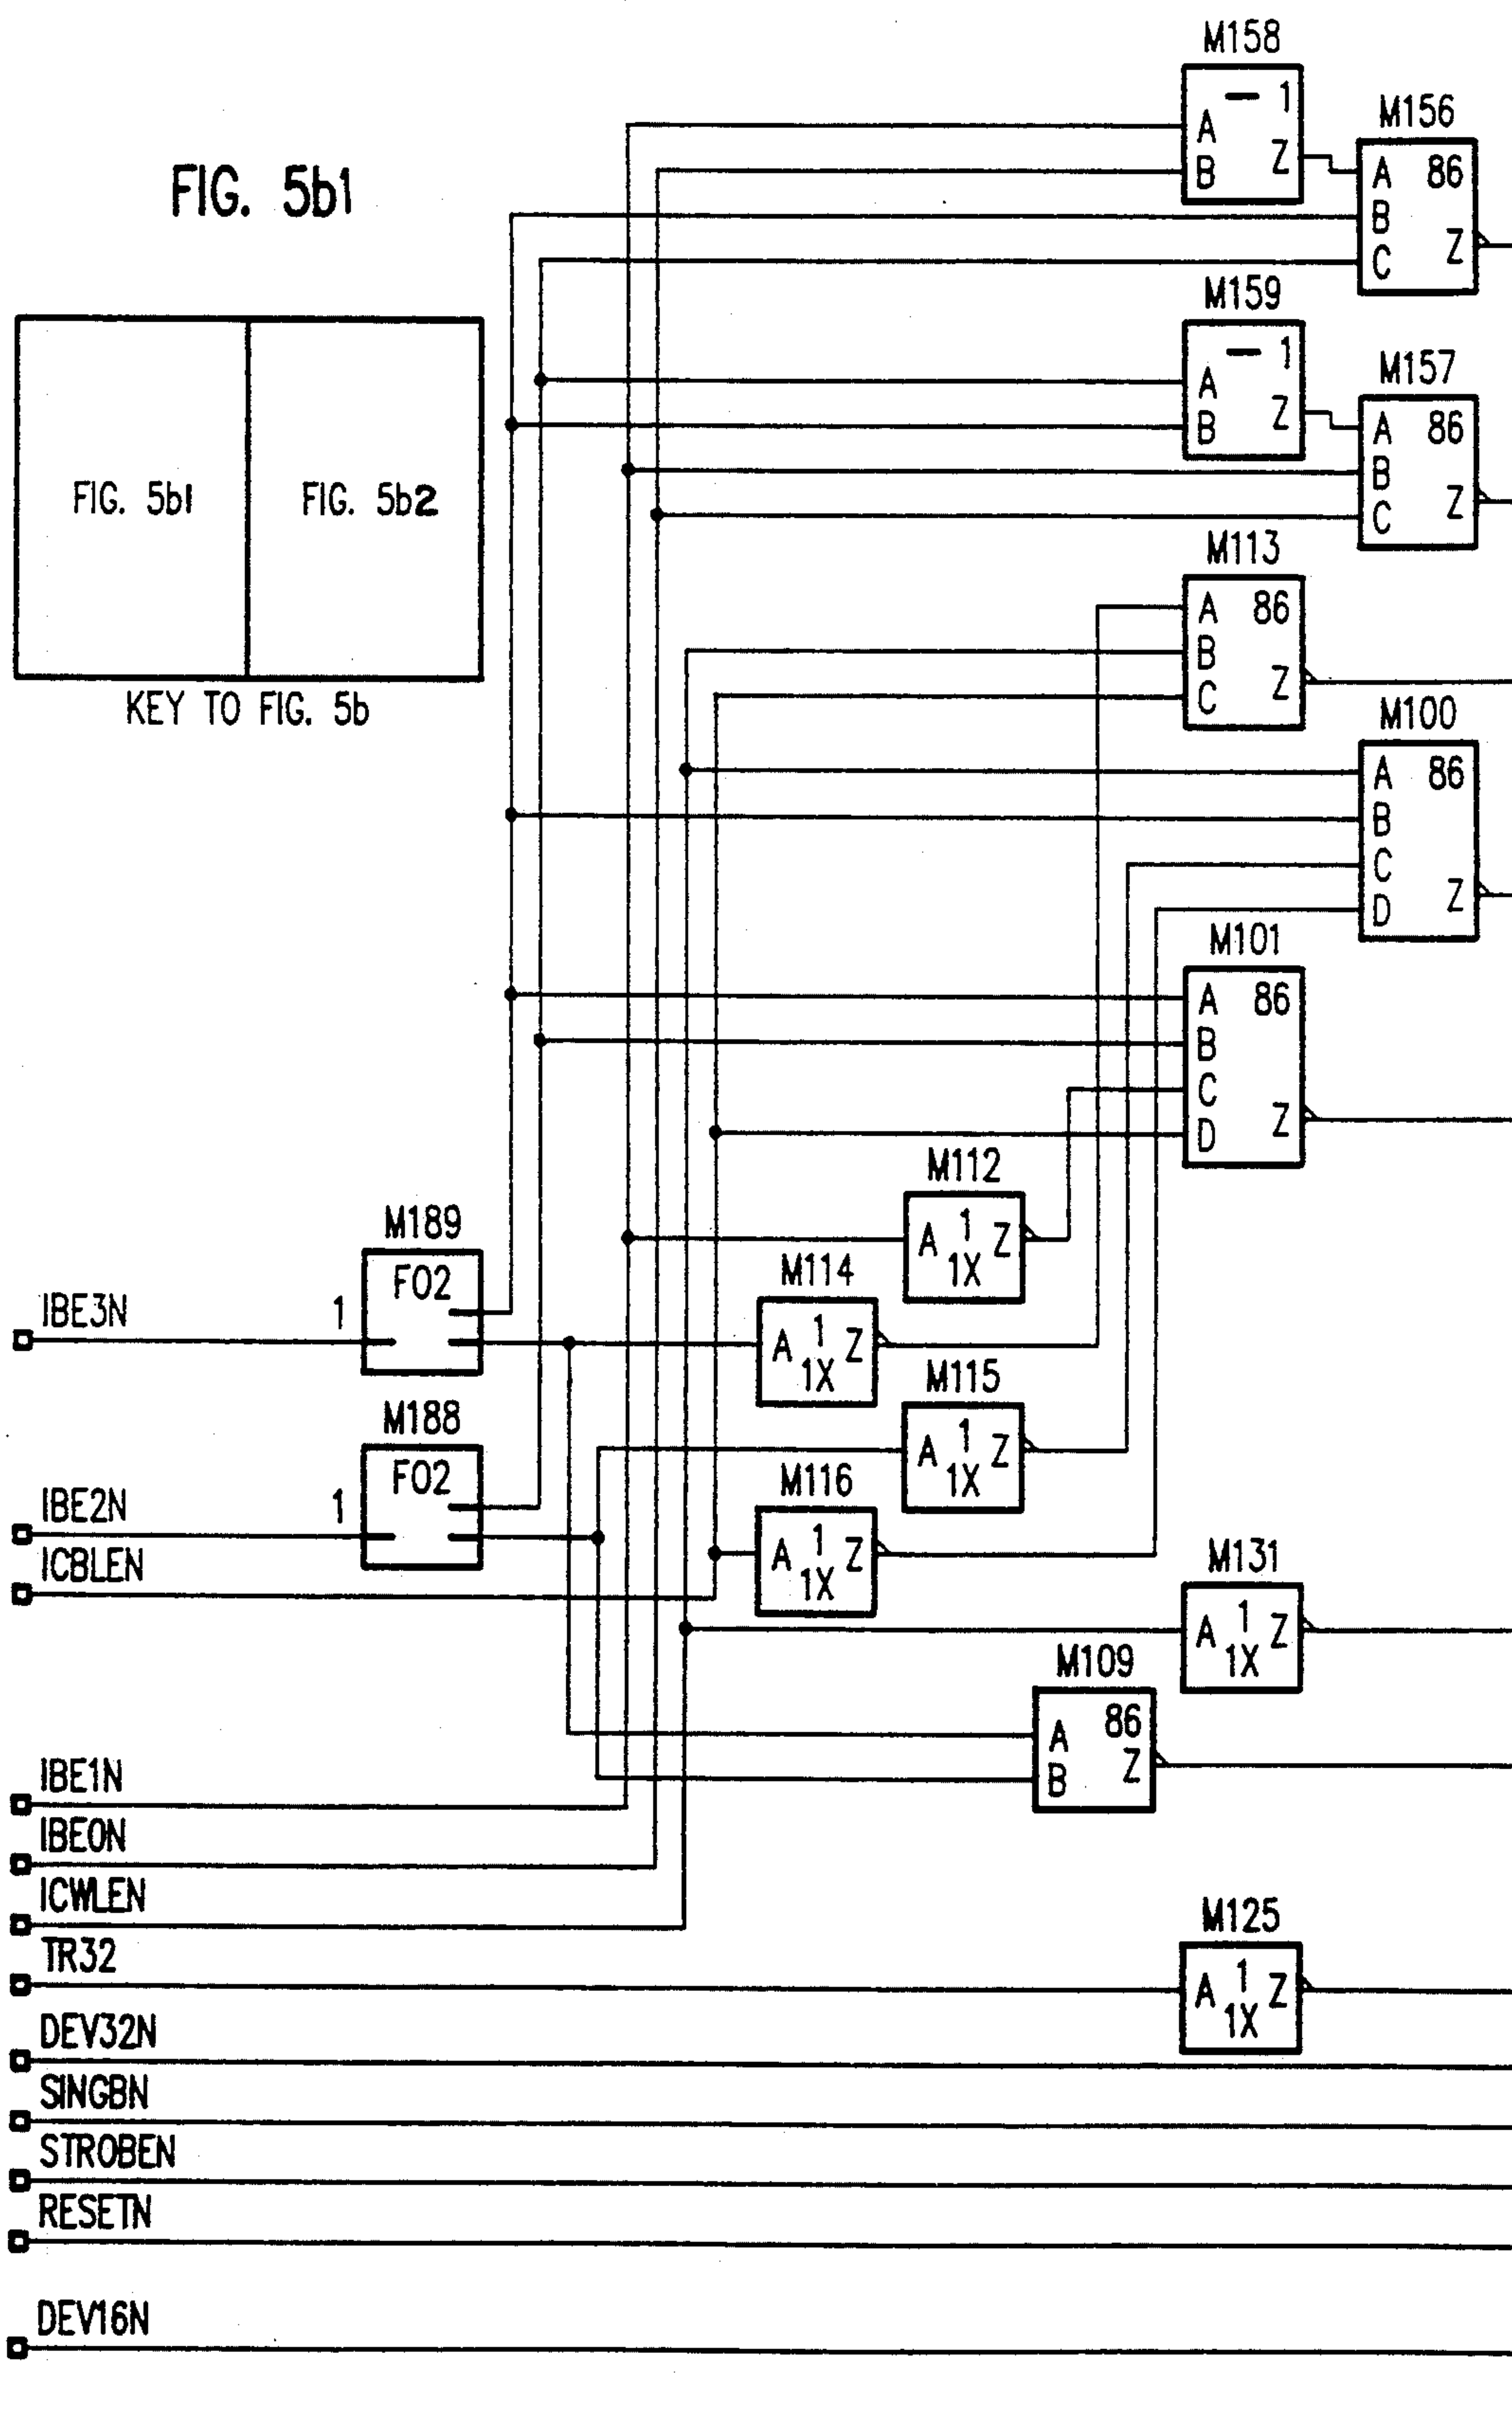 M158
— 1
A
B
Z
M156
A 86
B
C
Z
FIG. 5b1
M159
— 1
A
B
Z
M157
A 86
B
C
Z
FIG. 5b1
FIG. 5b2
KEY TO FIG. 5b
M113
A 86
B
C
Z
M100
A 86
B
C
D
Z
M101
A 86
B
C
D
Z
M112
A 1 Z
1X
M189
FO2
IBE3N
1
M114
A 1 Z
1X
M115
A 1 Z
1X
M188
FO2
IBE2N
1
M116
A 1 Z
1X
ICBLEN
M131
A 1 Z
1X
M109
86
A
B
Z
IBE1N
IBE0N
ICWLEN
TR32
M125
A 1 Z
1X
DEV32N
SINGBN
STROBEN
RESETN
DEV16N